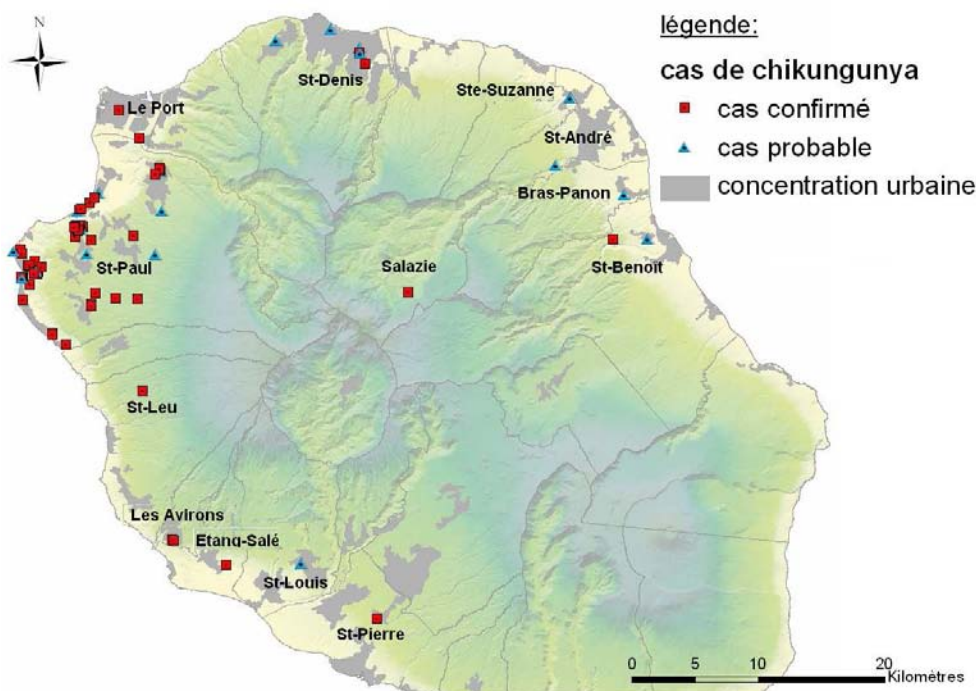 N
légende:
cas de chikungunya
cas confirmé
cas probable
concentration urbaine
St-Denis
Ste-Suzanne
Le Port
St-André
Bras-Panon
St-Paul
Salazie
St-Benoît
St-Leu
Les Avirons
Etang-Salé
St-Louis
St-Pierre
0 5 10 20
Kilomètres